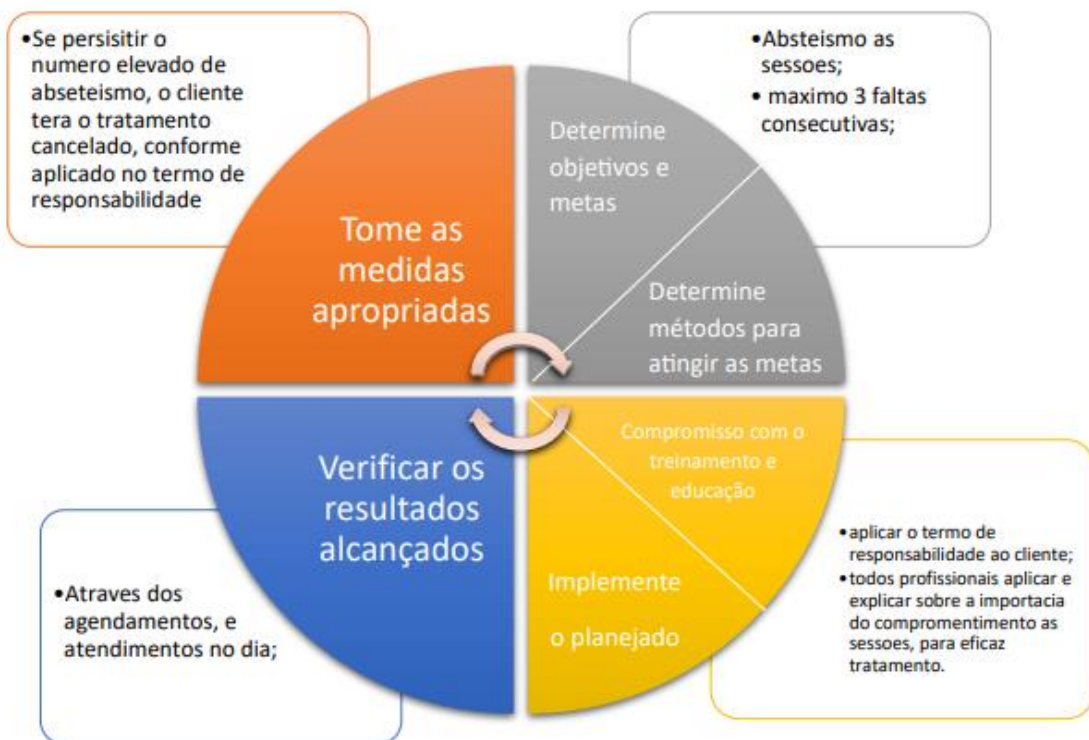 •Se persisitir o
numero elevado de
abseteismo, o cliente
tera o tratamento
cancelado, conforme
aplicado no termo de
responsabilidade
•Absteismo as
sessoes;
• maximo 3 faltas
consecutivas;
Tome as
medidas
apropriadas
Determine
objetivos e
metas
Determine
métodos para
atingir as metas
Verificar os
resultados
alcançados
Compromisso com o
treinamento e
educação
Implemente
o planejado
•Atraves dos
agendamentos, e
atendimentos no dia;
•aplicar o termo de
responsabilidade ao cliente;
•todos profissionais aplicar e
explicar sobre a importacia
do compromentimento as
sessoes, para eficaz
tratamento.